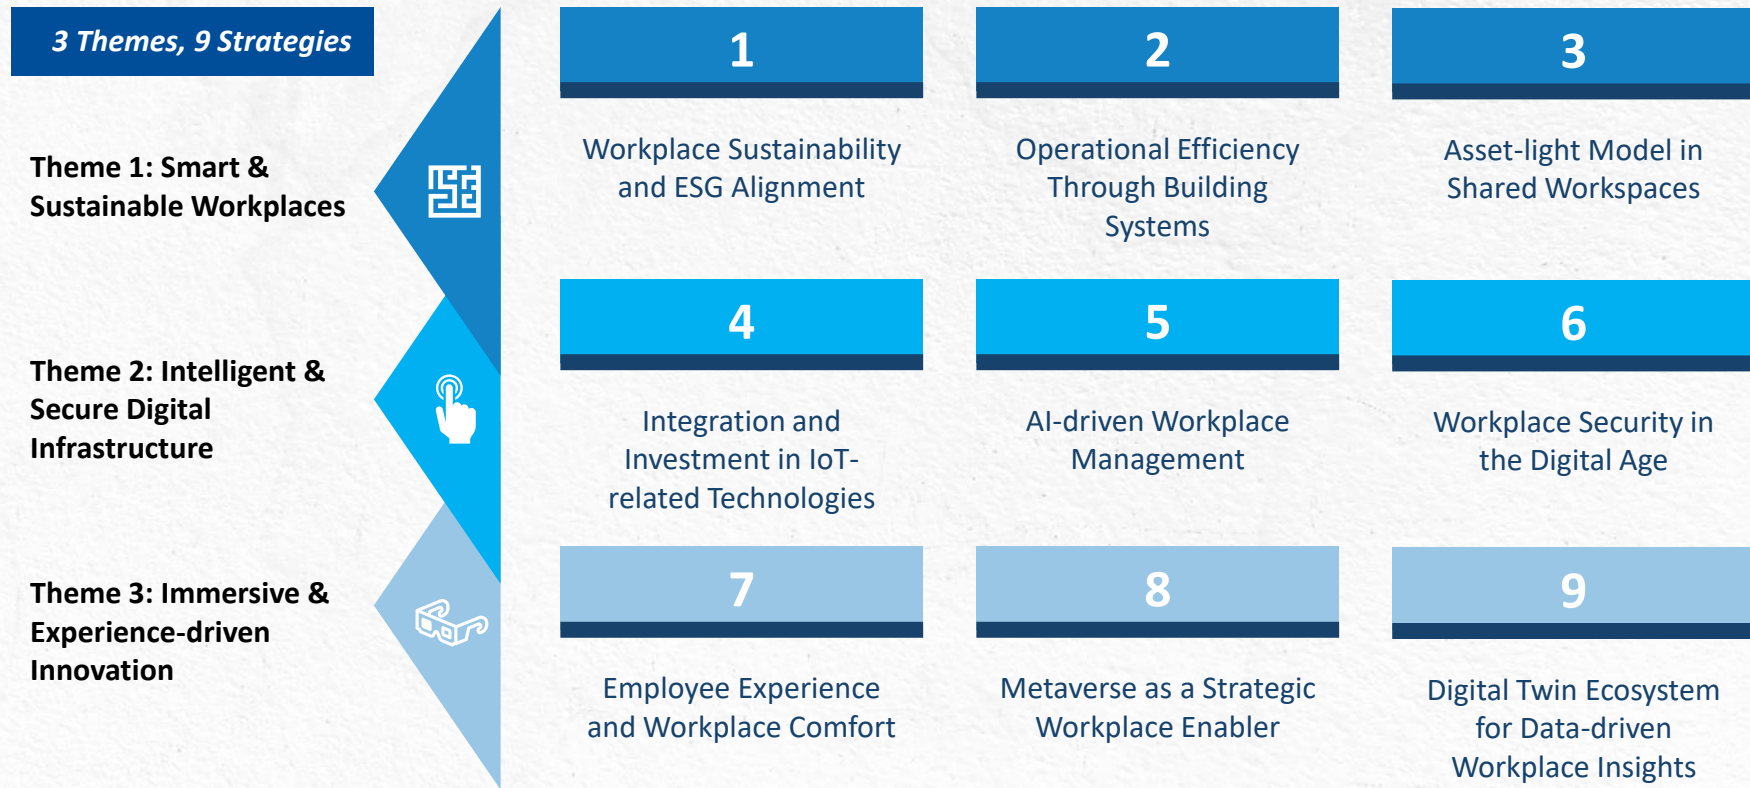 3 Themes, 9 Strategies
Theme 1: Smart &
Sustainable Workplaces
1
Workplace Sustainability
and ESG Alignment
2
Operational Efficiency
Through Building
Systems
3
Asset-light Model in
Shared Workspaces
Theme 2: Intelligent &
Secure Digital
Infrastructure
4
Integration and
Investment in IoT-
related Technologies
5
AI-driven Workplace
Management
6
Workplace Security in
the Digital Age
Theme 3: Immersive &
Experience-driven
Innovation
7
Employee Experience
and Workplace Comfort
8
Metaverse as a Strategic
Workplace Enabler
9
Digital Twin Ecosystem
for Data-driven
Workplace Insights